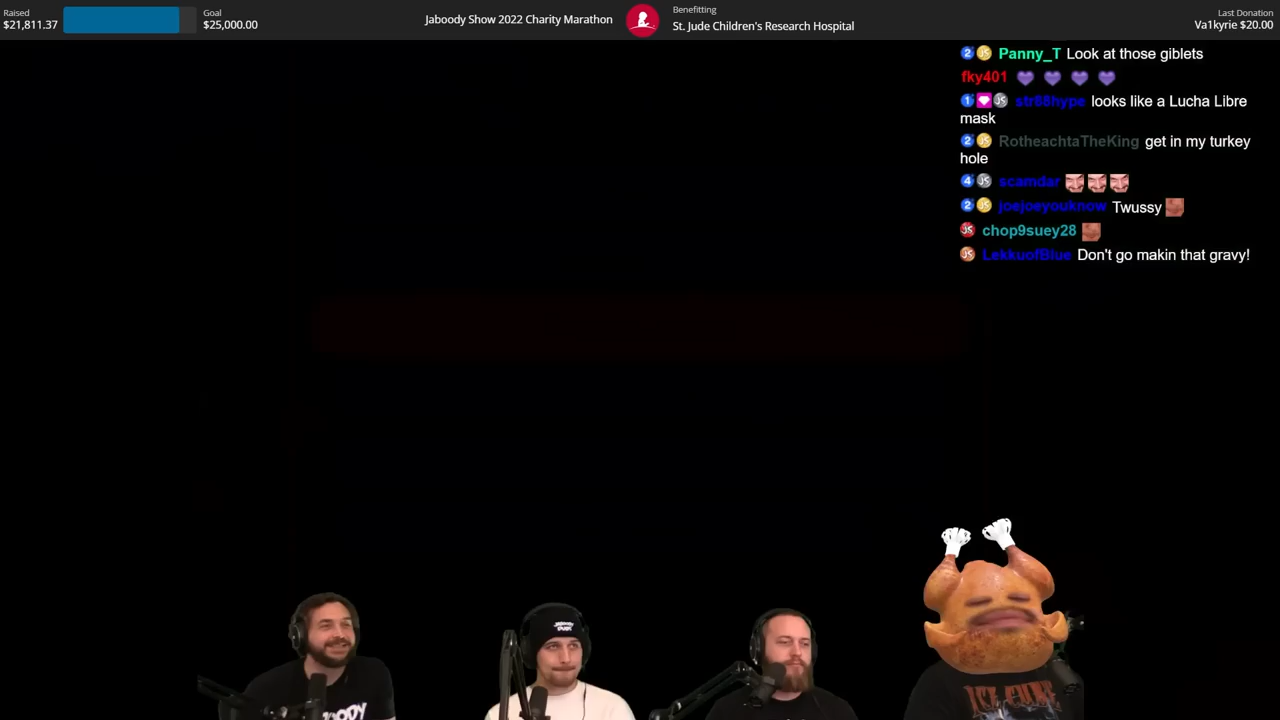 Raised
$21,811.37
Goal
$25,000.00
Jaboody Show 2022 Charity Marathon
Benefitting
St. Jude Children's Research Hospital
Last Donation
Va1kyrie $20.00
Panny_T Look at those giblets
fky401
str88hype looks like a Lucha Libre
mask
RotheachtaTheKing get in my turkey
hole
scamdar
joejoeyouknow Twussy
chop9suey28
LekkuofBlue Don't go makin that gravy!